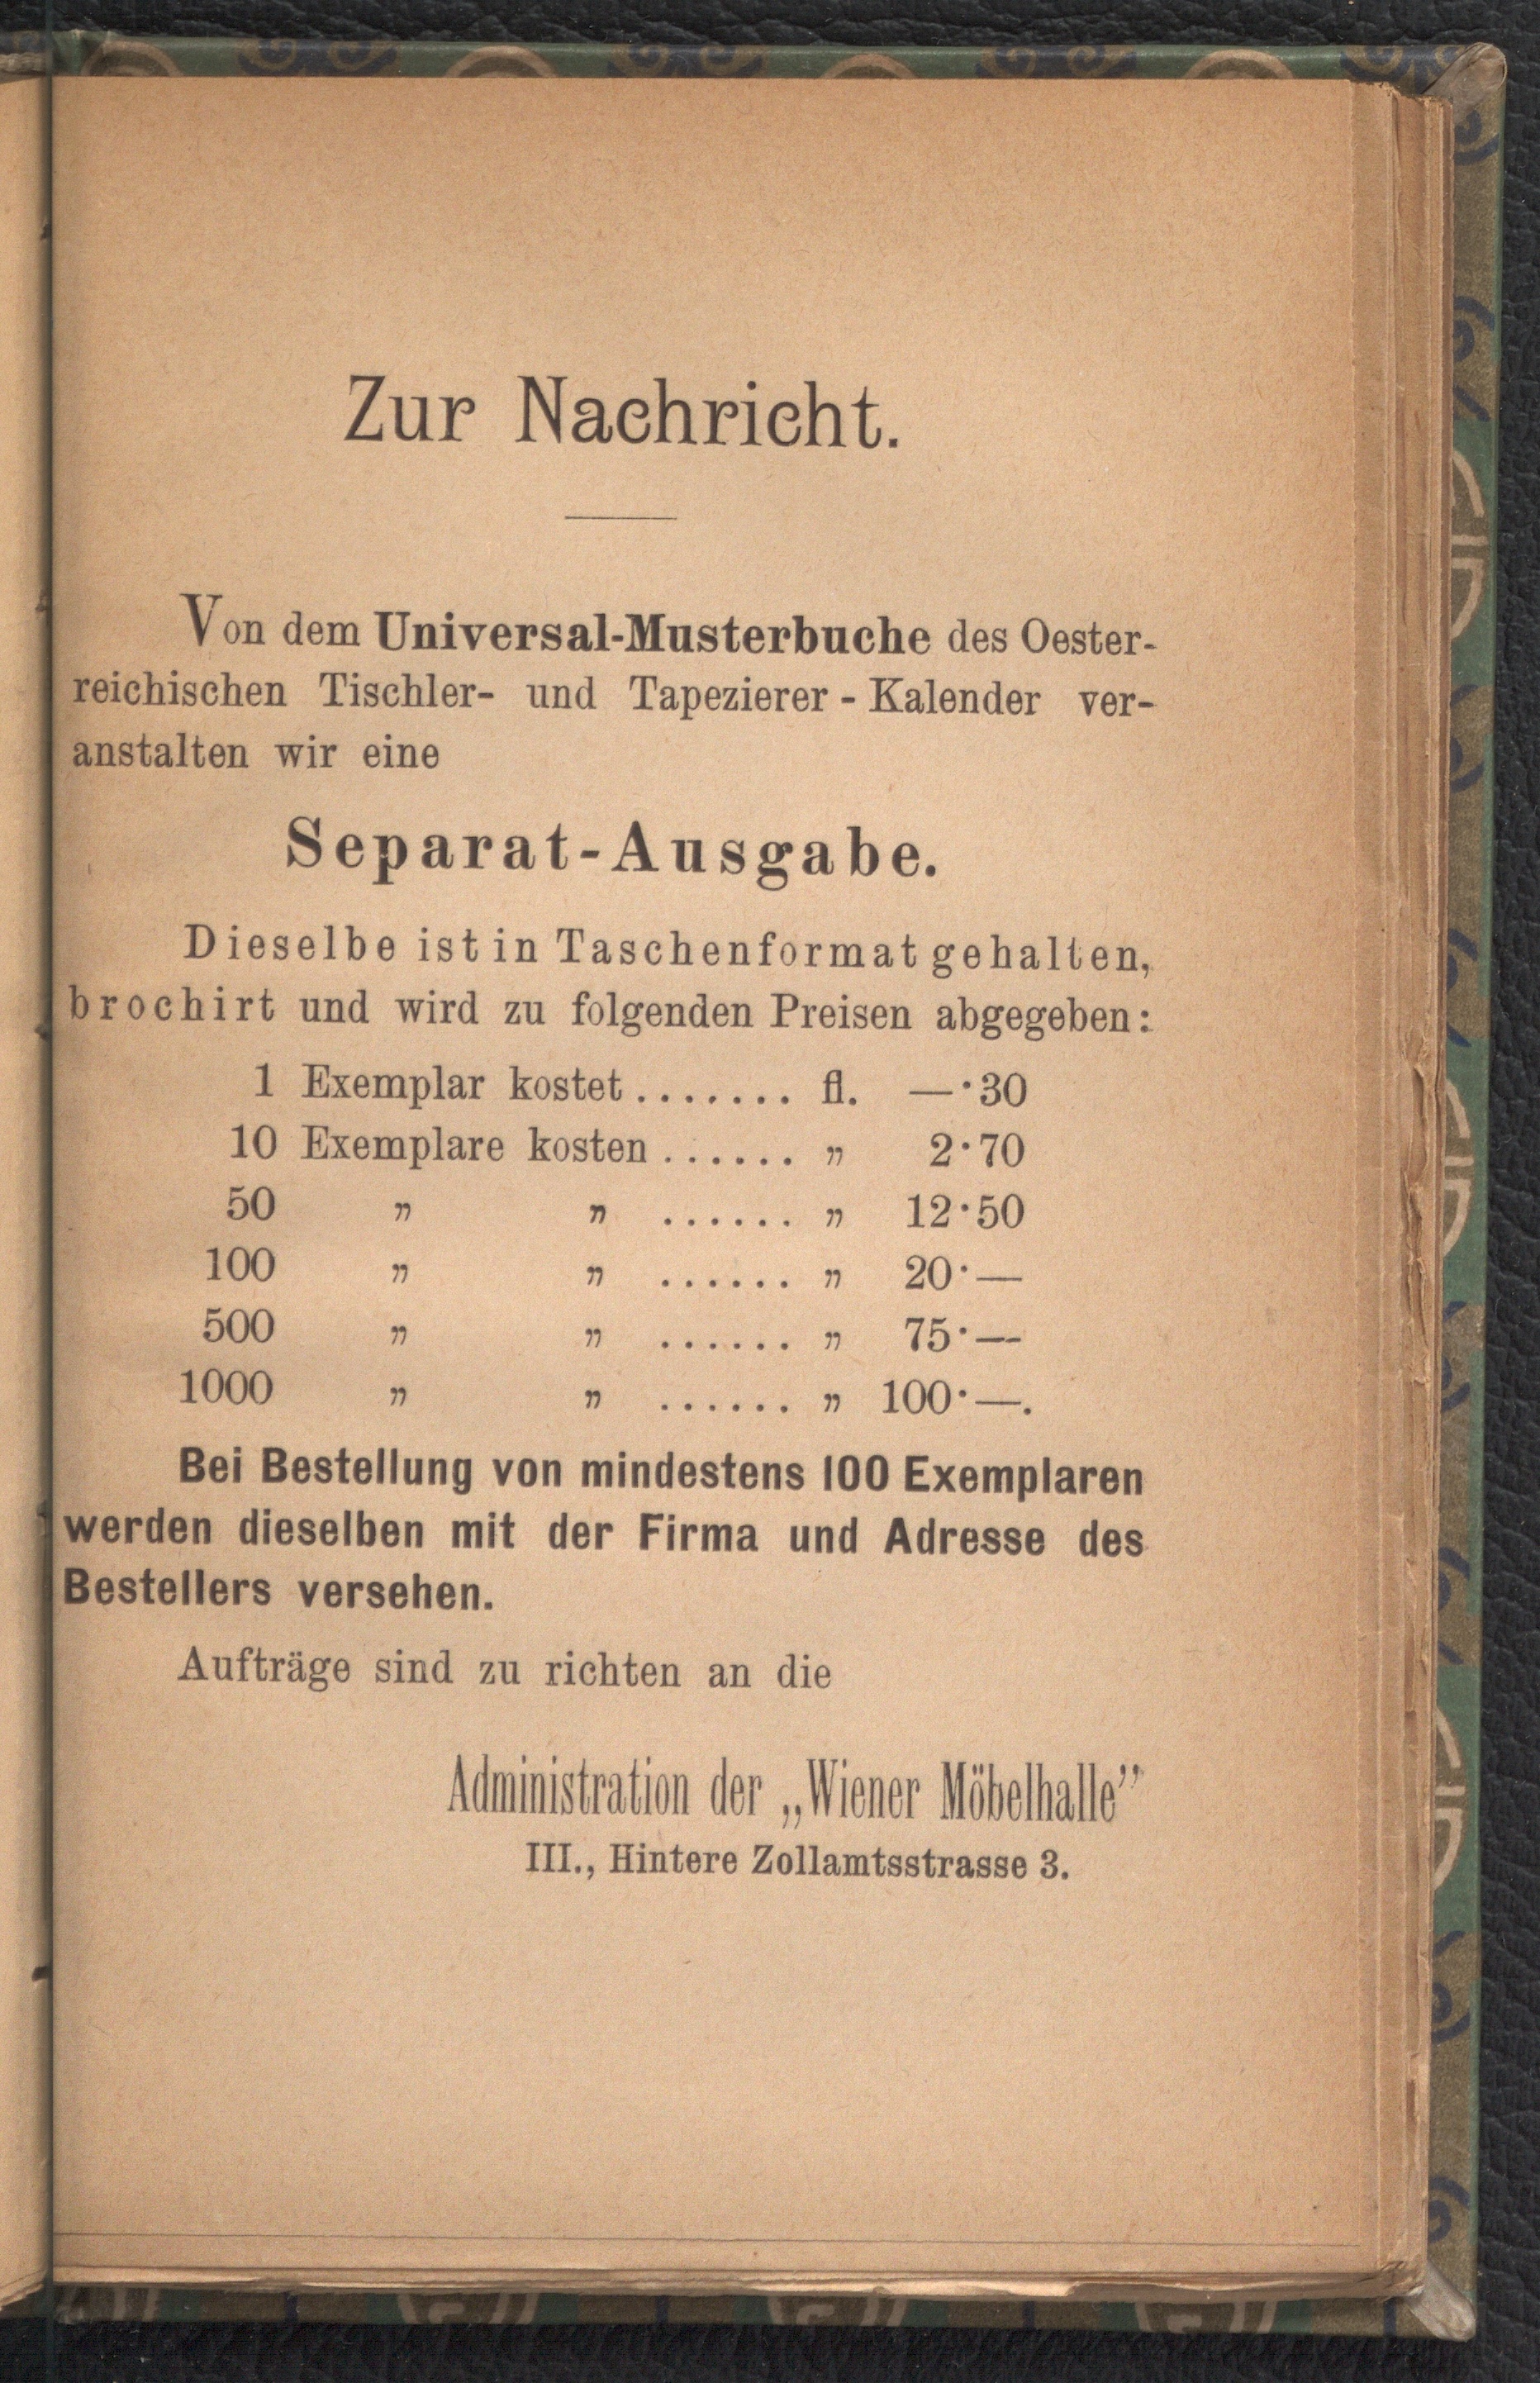 Zur Nachricht.
Von dem Universal-Musterbuche des Oester-
reichischen Tischler- und Tapezierer - Kalender ver-
anstalten wir eine
Separat-Ausgabe.
Dieselbe ist in Taschenformat gehalten,
brochirt und wird zu folgenden Preisen abgegeben:
1 Exemplar kostet ....... fl. —·30
10 Exemplare kosten ...... „ 2·70
50 „ „ ...... „ 12·50
100 „ „ ...... „ 20·—
500 „ „ ...... „ 75·—
1000 „ „ ...... „ 100·—.
Bei Bestellung von mindestens 100 Exemplaren
werden dieselben mit der Firma und Adresse des
Bestellers versehen.
Aufträge sind zu richten an die
Administration der „Wiener Möbelhalle”
III., Hintere Zollamtsstrasse 3.